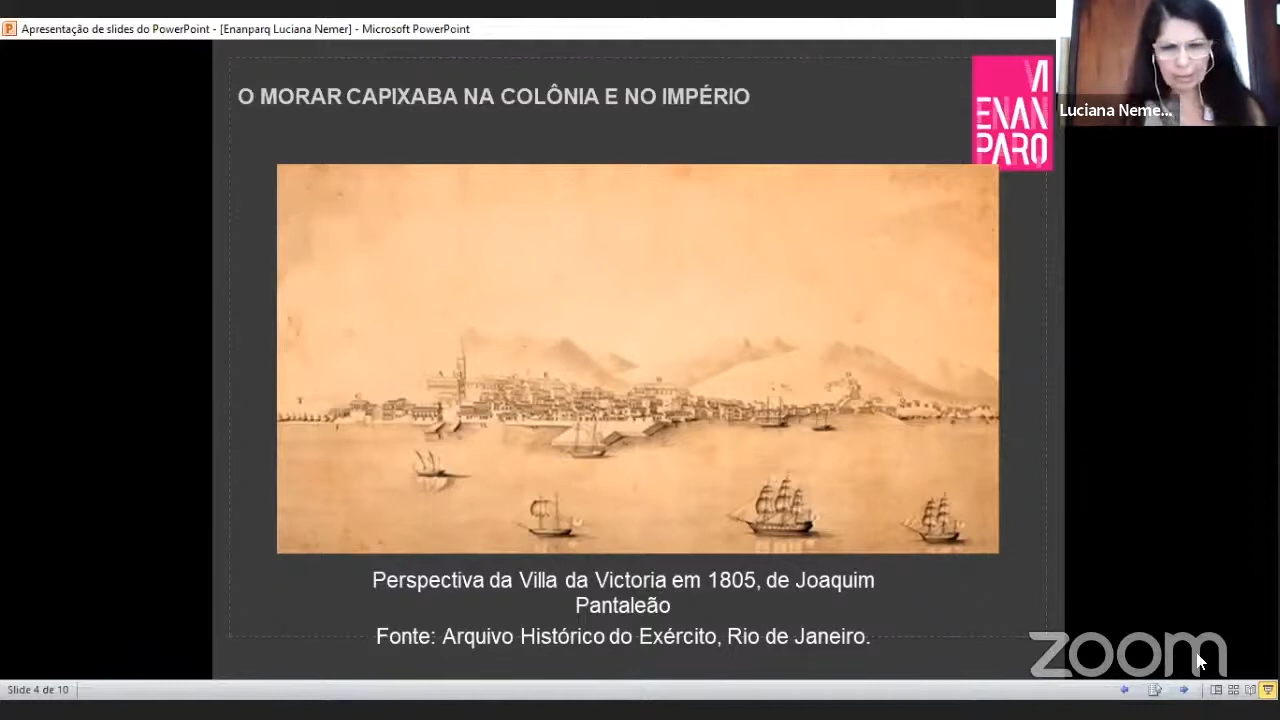 Apresentação de slides do PowerPoint - [Enanparq Luciana Nemer] - Microsoft PowerPoint
O MORAR CAPIXABA NA COLÔNIA E NO IMPÉRIO
VI
ENAN
PARQ
Luciana Neme...
Perspectiva da Villa da Victoria em 1805, de Joaquim
Pantaleão
Fonte: Arquivo Histórico do Exército, Rio de Janeiro.
zoom
Slide 4 de 10